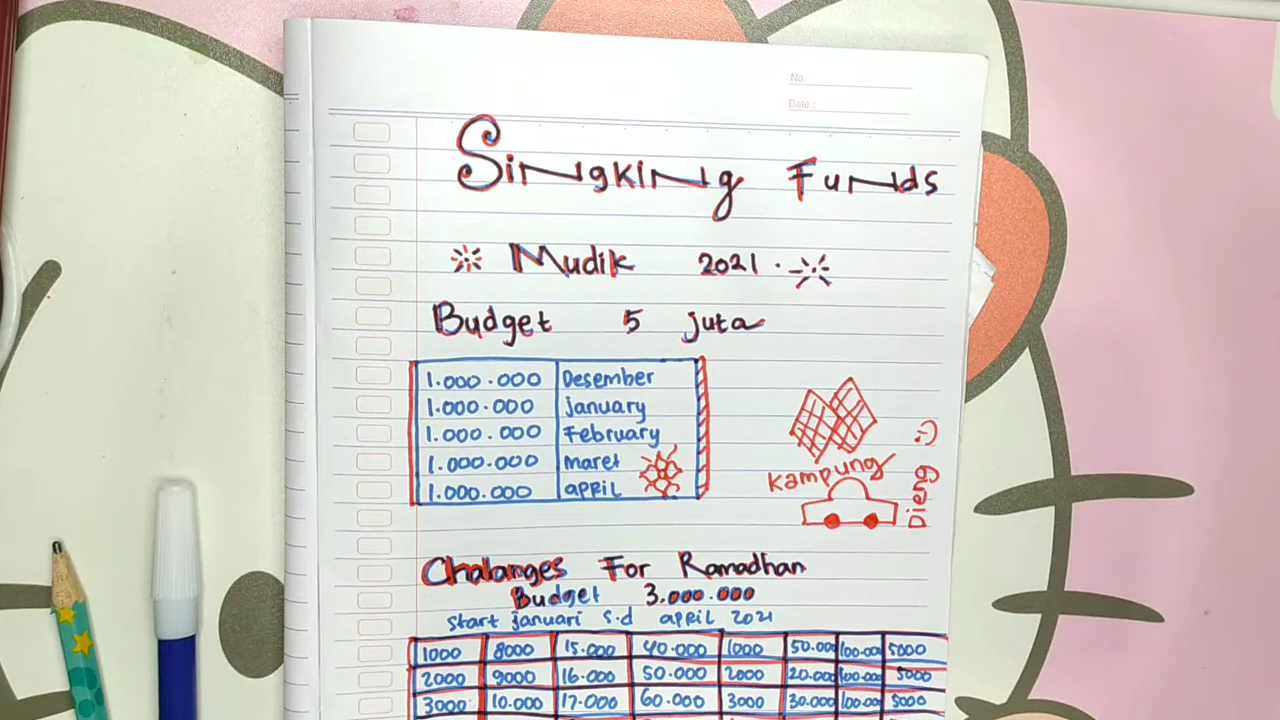 No.
Date :
Singking Funds
Mudik 2021.
Budget 5 juta
1.000.000 Desember
1.000.000 january
1.000.000 February
1.000.000 maret
1.000.000 april
Kampung
Dieng :)
Chalanges For Ramadhan
Budget 3.000.000
start januari s.d april 2021
1000 8000 15.000 40.000 1000 50.000 100.000 5000
2000 9000 16.000 50.000 2000 20.000 100.000 5000
3000 10.000 17.000 60.000 3000 30.000 100.000 5000